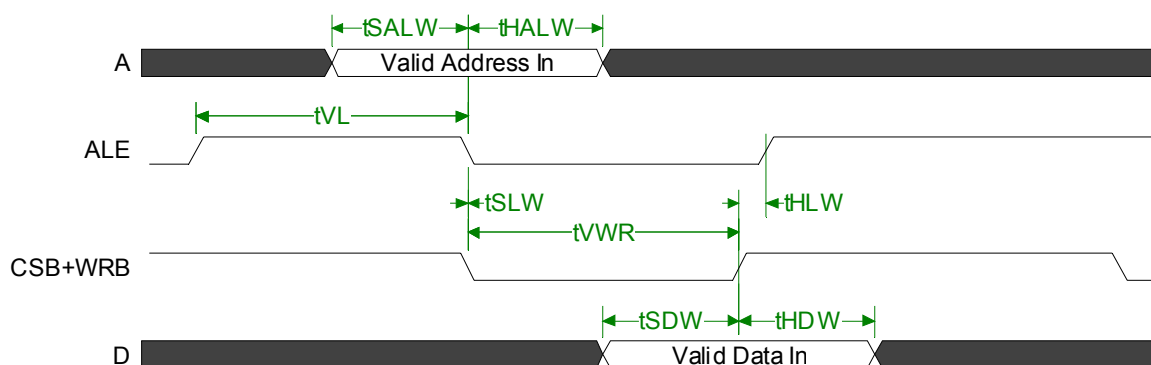 tSALW tHALW
A Valid Address In
tVL
ALE
tSLW tHLW
tVWR
CSB+WRB
tSDW tHDW
D Valid Data In